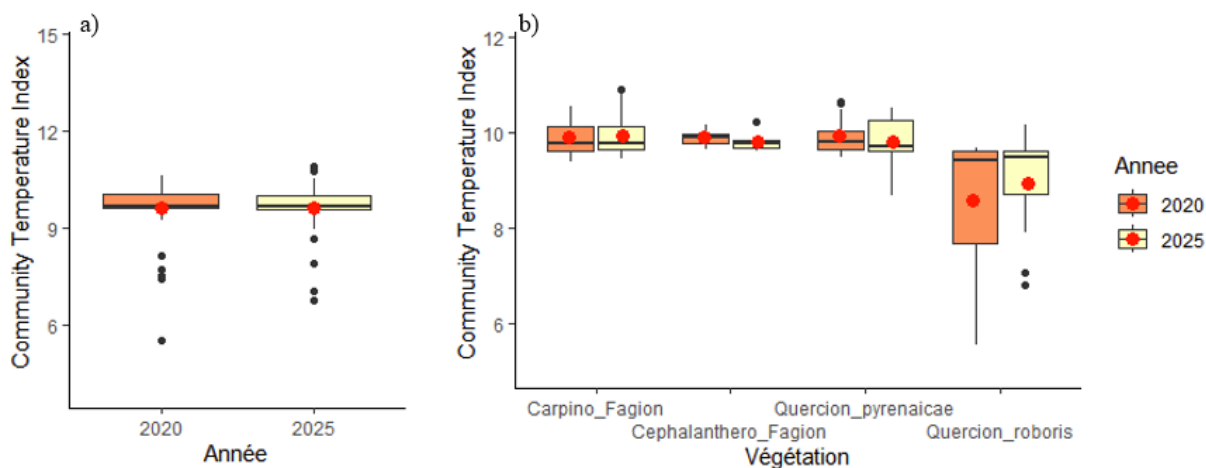 a)
Community Temperature Index
15
12
9
6
2020 2025
Année
b)
Community Temperature Index
12
10
8
6
Carpino_Fagion Quercion_pyrenaicae
Cephalanthero_Fagion Quercion_roboris
Végétation
Annee
2020
2025